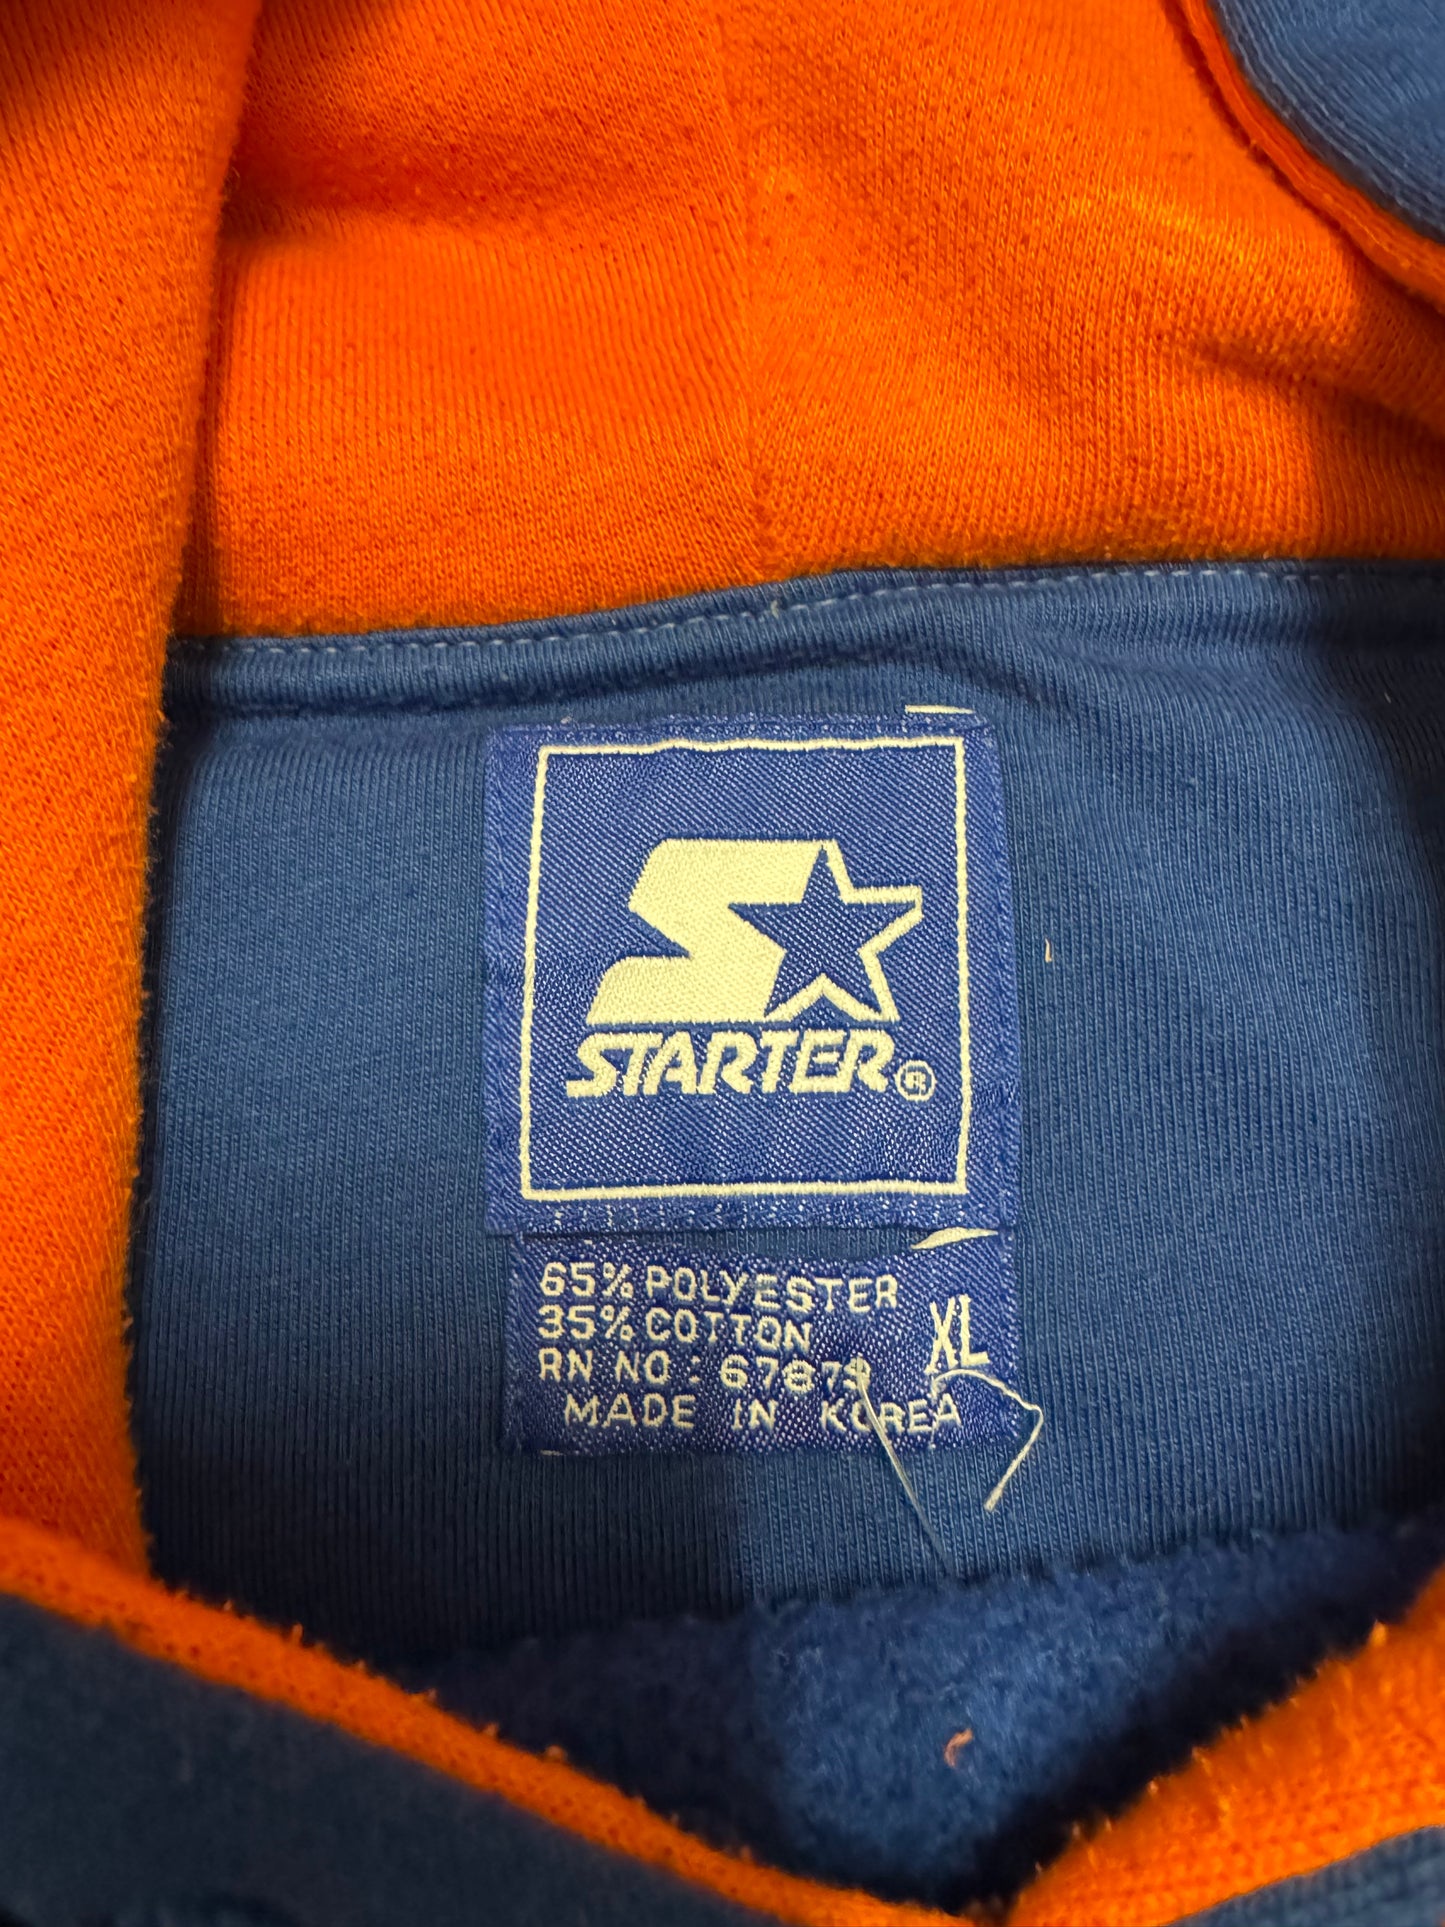 STARTER®
65% POLYESTER
35% COTTON
XL
RN NO: 67879
MADE IN KOREA